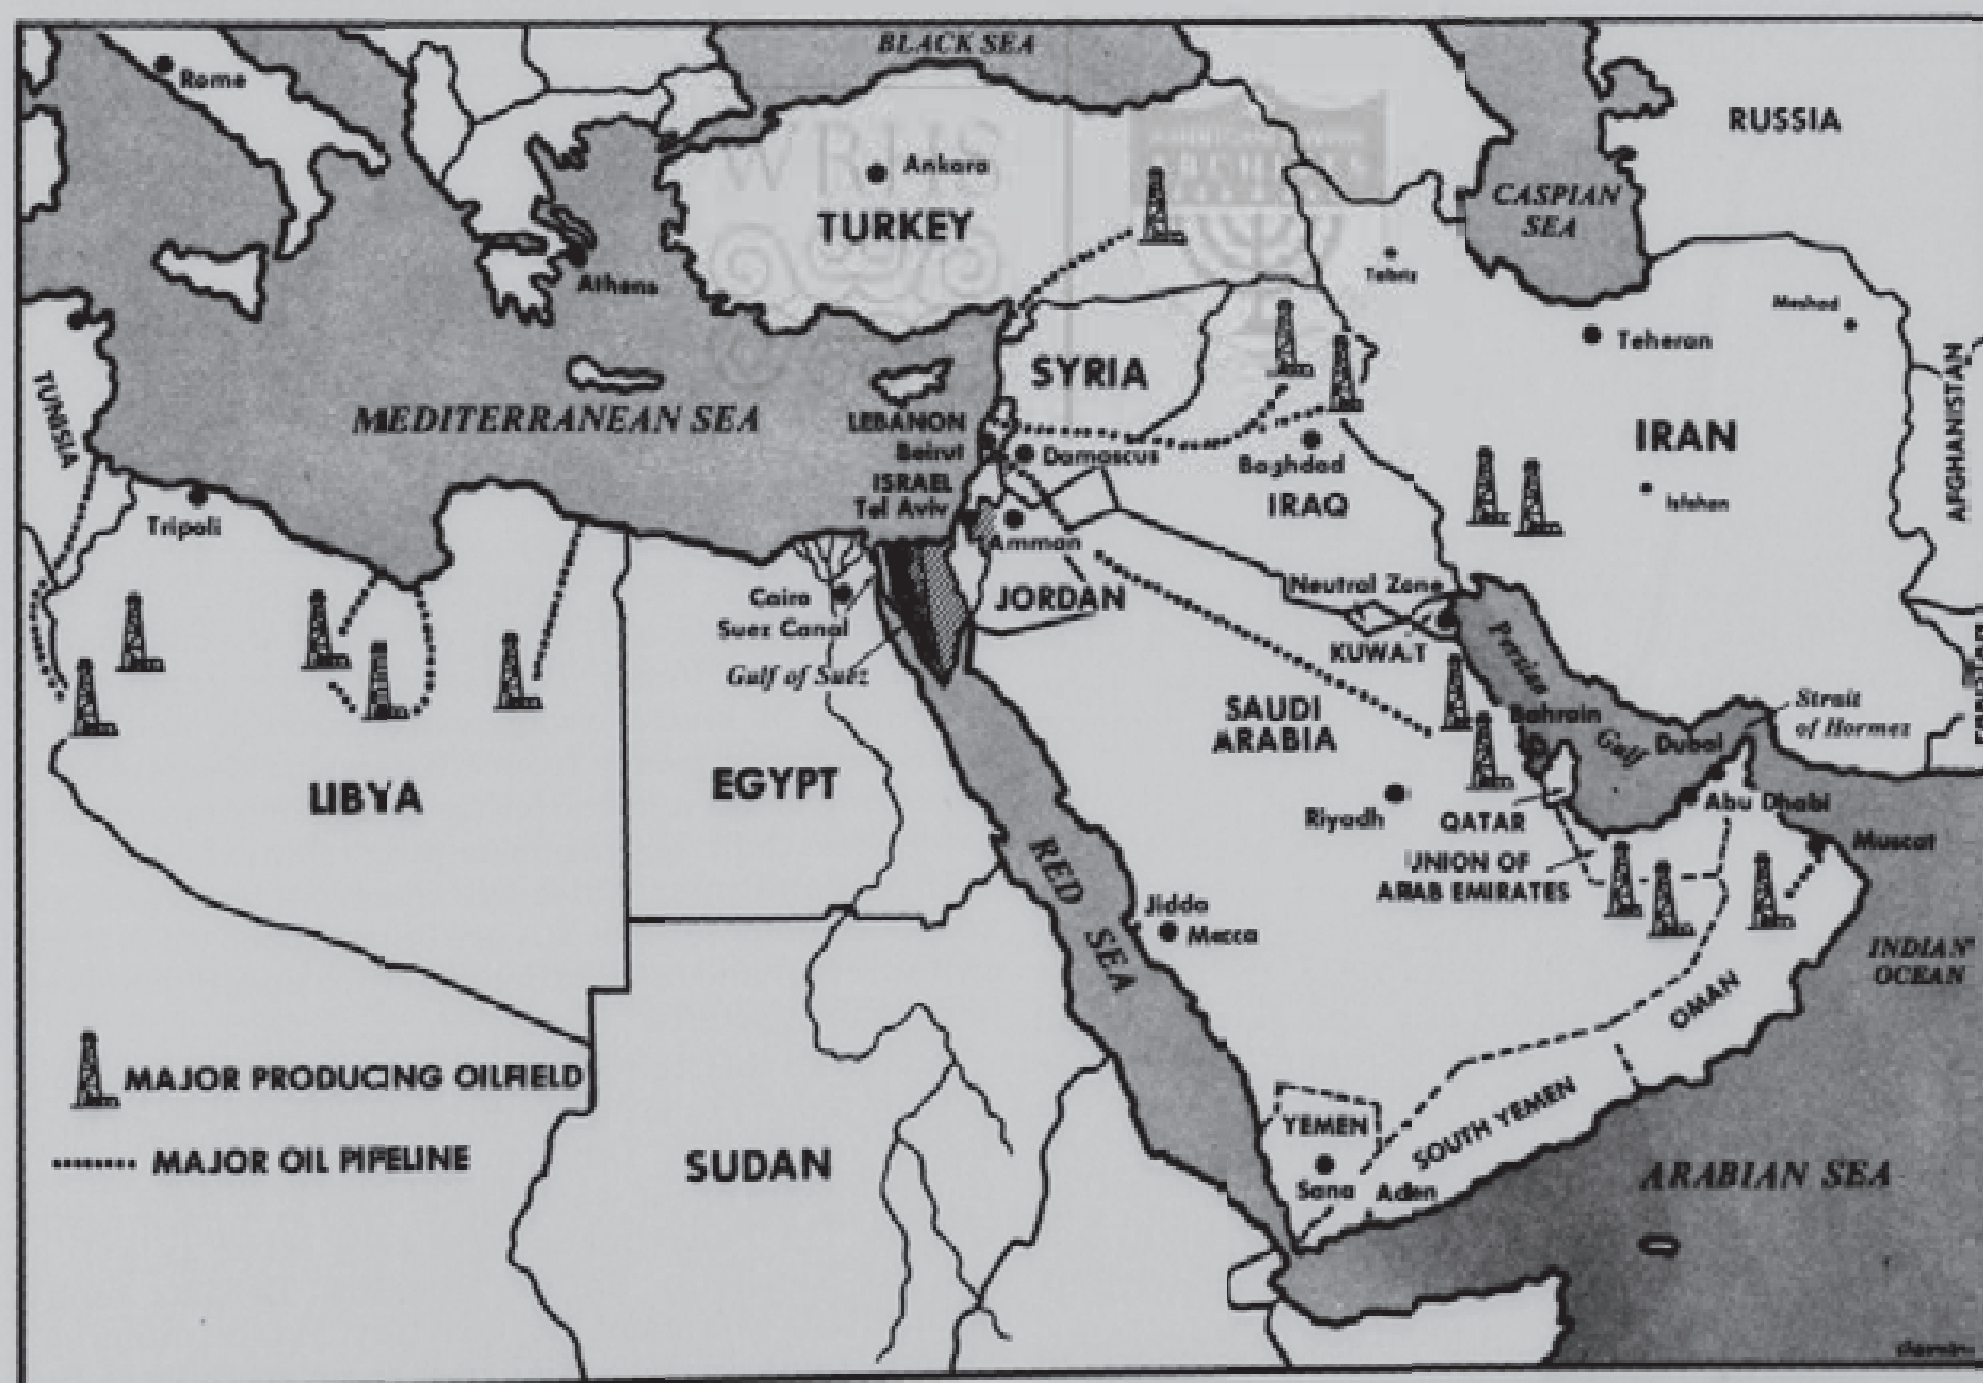 BLACK SEA
Rome
RUSSIA
WRHS
Ankara
TURKEY
CASPIAN
SEA
Tabriz
Athens
Meshad
Teheran
SYRIA
TUNISIA
MEDITERRANEAN SEA
LEBANON
Beirut
Damascus
Baghdad
IRAN
AFGHANISTAN
ISRAEL
Tel Aviv
IRAQ
Isfahan
Tripoli
Amman
Cairo
Suez Canal
JORDAN
Neutral Zone
KUWAIT
Gulf of Suez
Persian
Gulf
SAUDI
ARABIA
Bahrain
Dubai
Strait
of Hormez
LIBYA
EGYPT
Riyadh
QATAR
Abu Dhabi
Muscat
RED SEA
UNION OF
ARAB EMIRATES
Jidda
Mecca
INDIAN
OCEAN
OMAN
MAJOR PRODUCING OILFIELD
YEMEN
SOUTH YEMEN
MAJOR OIL PIPELINE
SUDAN
Sana
Aden
ARABIAN SEA